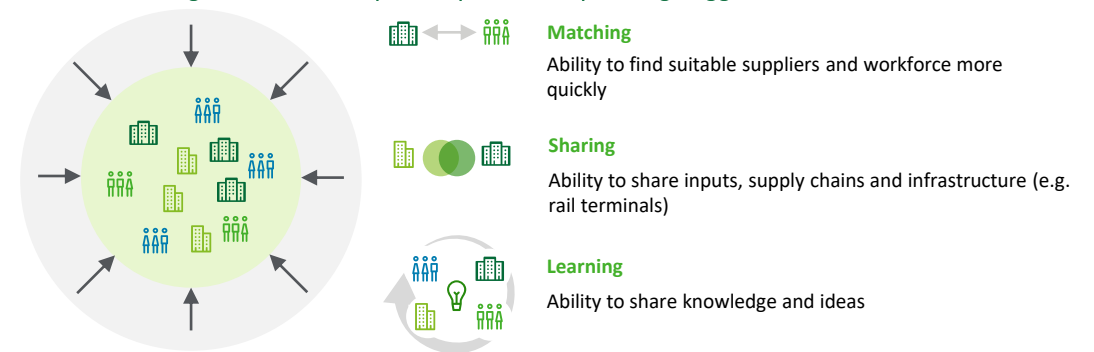 Matching
Ability to find suitable suppliers and workforce more
quickly
Sharing
Ability to share inputs, supply chains and infrastructure (e.g.
rail terminals)
Learning
Ability to share knowledge and ideas